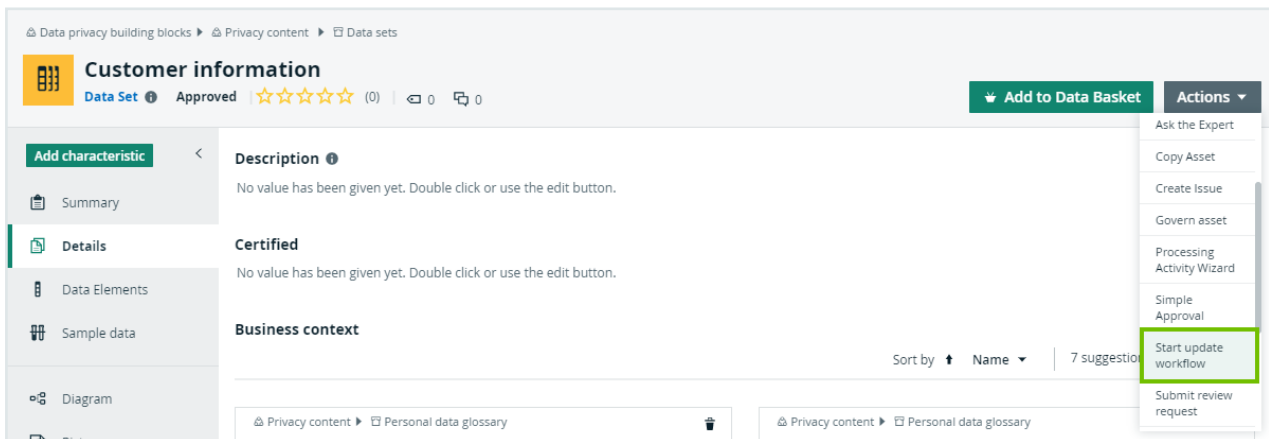 Data privacy building blocks Privacy content Data sets
Customer information
Data Set Approved (0) 0 0
Add to Data Basket
Actions
Ask the Expert
Copy Asset
Create Issue
Govern asset
Processing
Activity Wizard
Simple
Approval
Start update
workflow
Submit review
request
Add characteristic
Summary
Details
Data Elements
Sample data
Diagram
Description
No value has been given yet. Double click or use the edit button.
Certified
No value has been given yet. Double click or use the edit button.
Business context
Sort by Name 7 suggestion
Privacy content Personal data glossary
Privacy content Personal data glossary